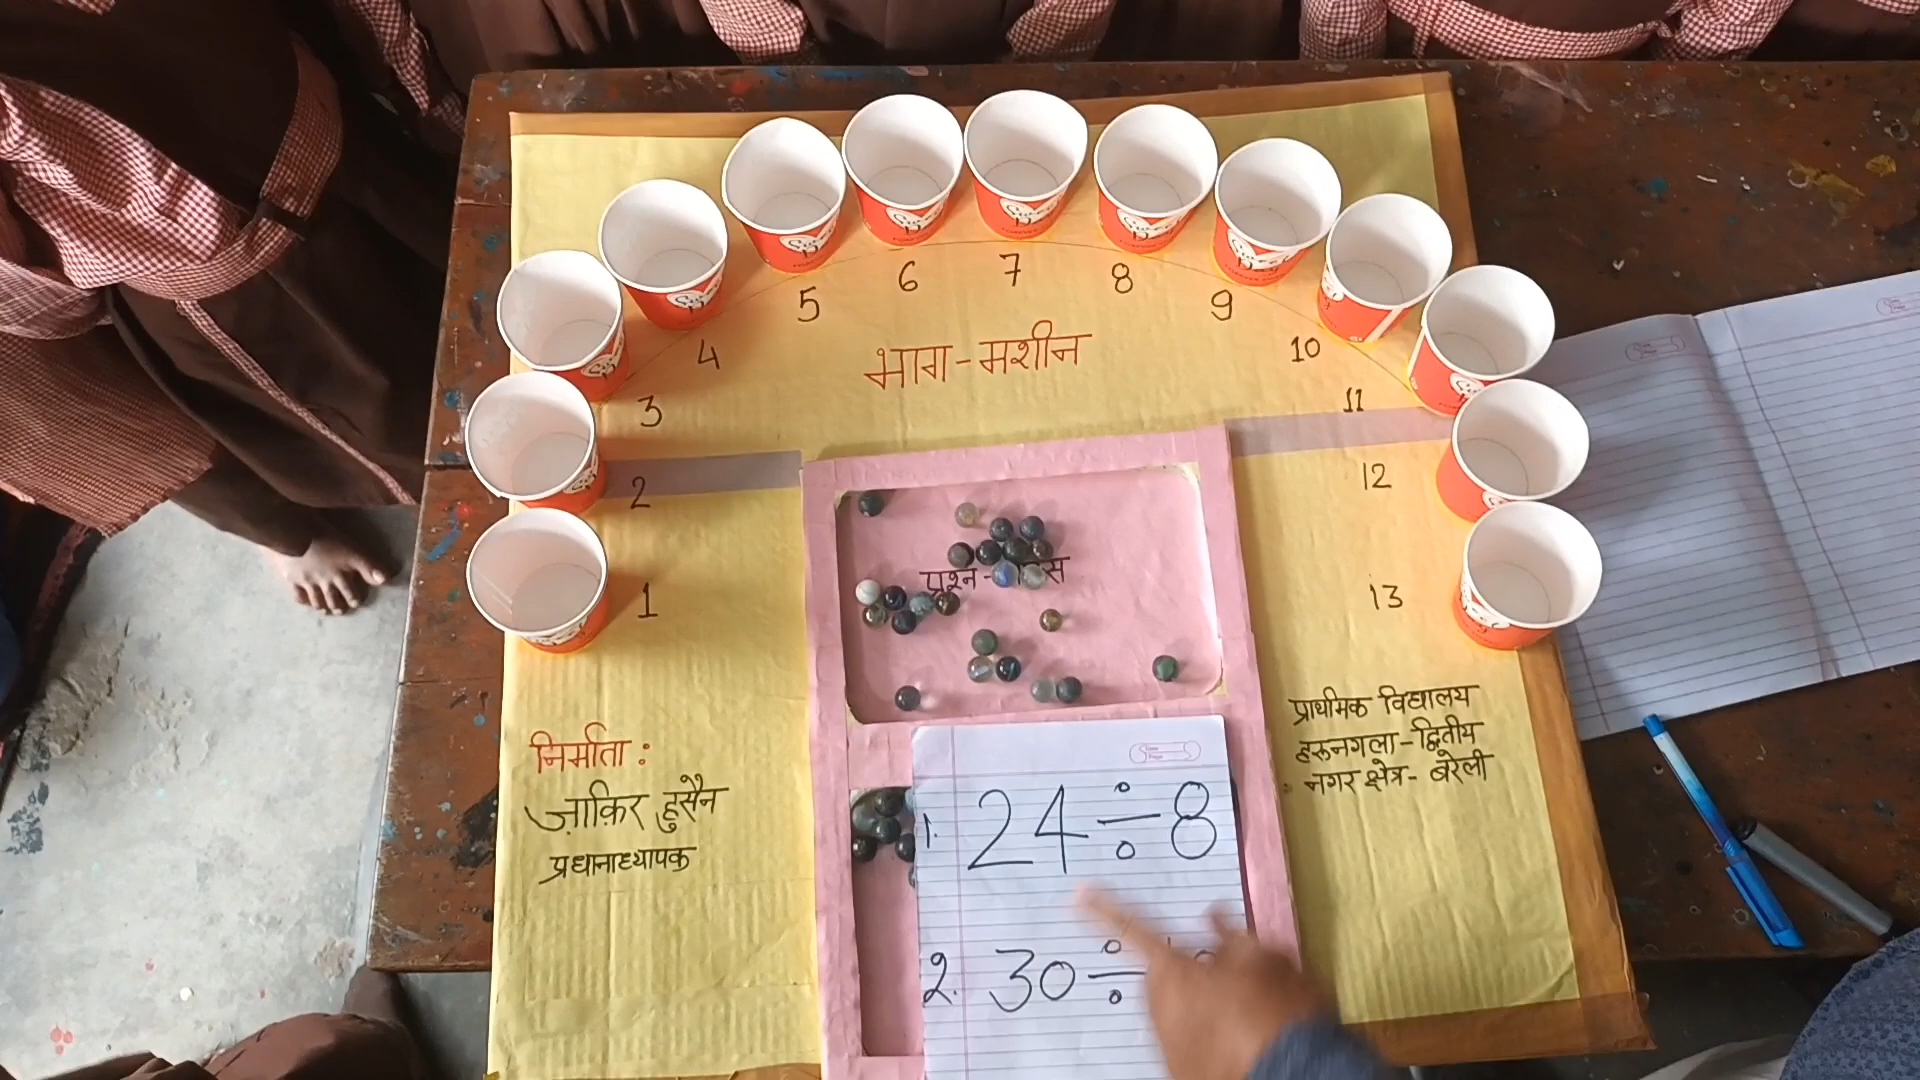 1
2
3
4
5
6
7
8
9
10
11
12
13
भाग-मशीन
प्रश्न-
निर्माता:
ज़ाकिर हुसैन
प्रधानाध्यापक
प्राथमिक विद्यालय
हरूनगला-द्वितीय
नगर क्षेत्र- बरेली
1. 24÷8
2. 30÷